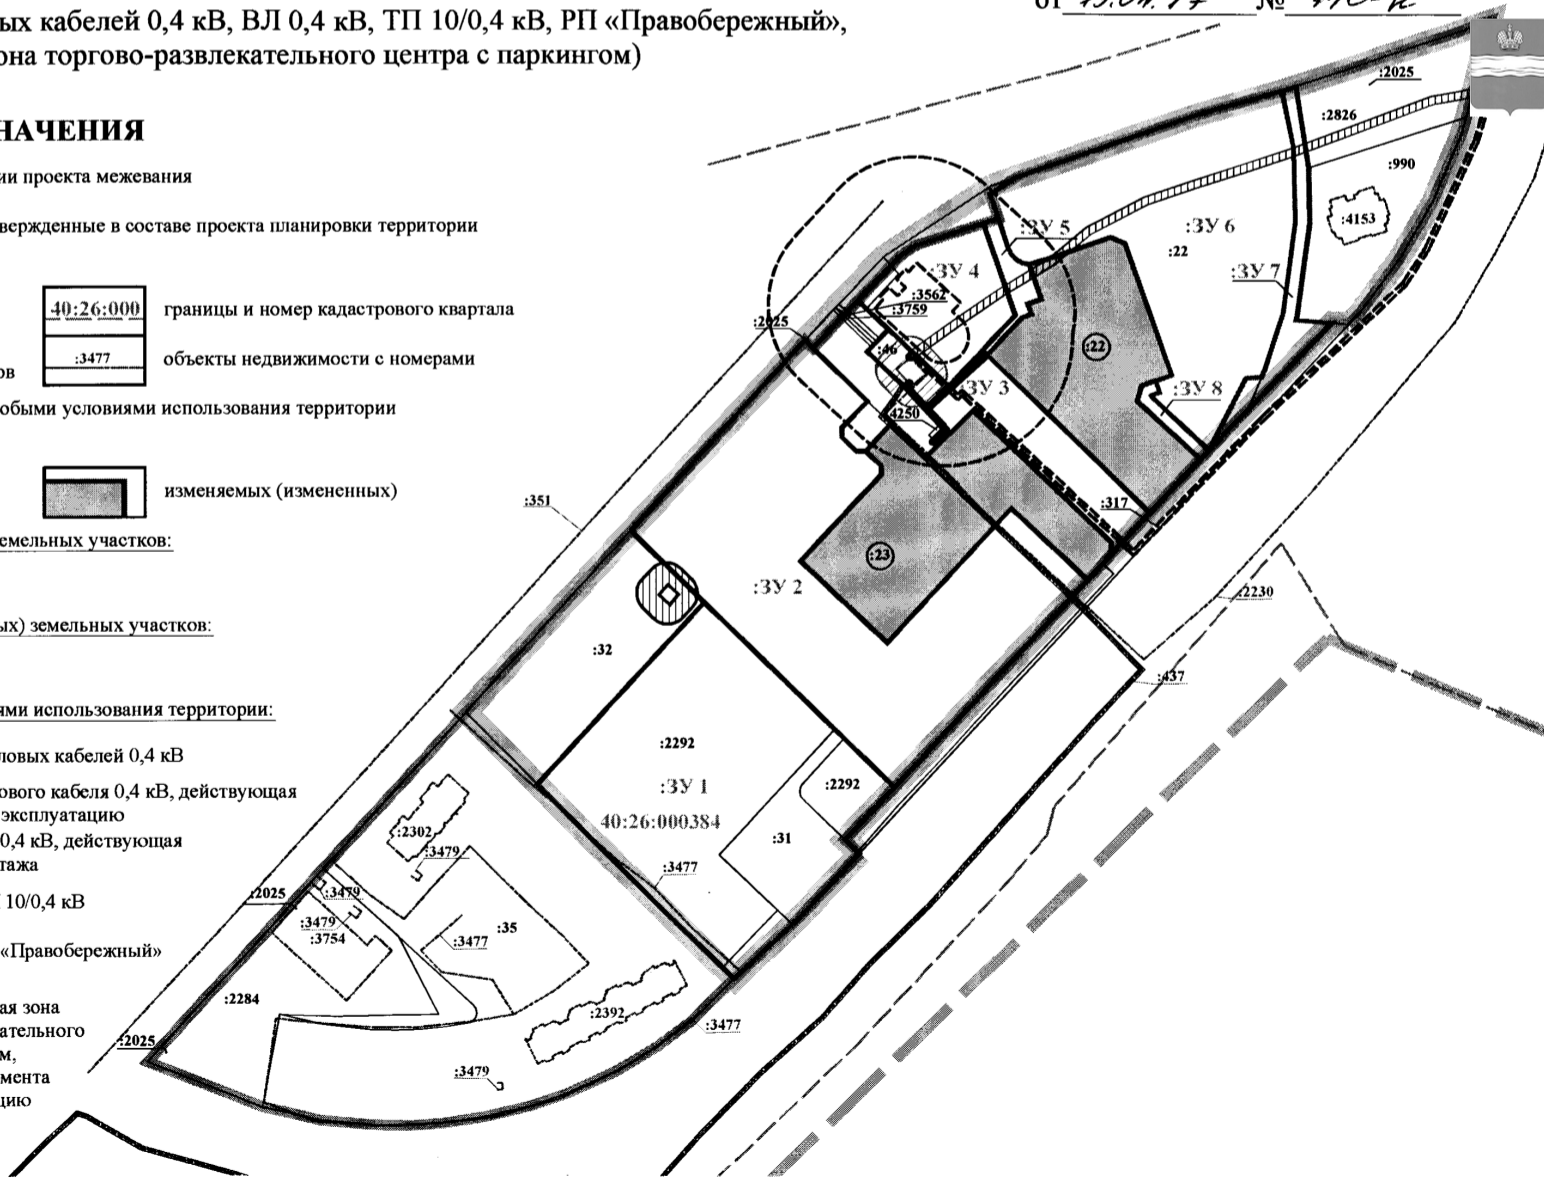 ых кабелей 0,4 кВ, ВЛ 0,4 кВ, ТП 10/0,4 кВ, РП «Правобережный»,
она торгово-развлекательного центра с паркингом)
от №
НАЧЕНИЯ
ии проекта межевания
вержденные в составе проекта планировки территории
40:26:000
границы и номер кадастрового квартала
:3477
объекты недвижимости с номерами
ов
обыми условиями использования территории
изменяемых (измененных)
емельных участков:
ых) земельных участков:
ями использования территории:
ловых кабелей 0,4 кВ
ового кабеля 0,4 кВ, действующая
эксплуатацию
0,4 кВ, действующая
тажа
10/0,4 кВ
«Правобережный»
ая зона
ательного
м,
мента
цию
:2025
:2826
:990
:4153
:ЗУ 5
:ЗУ 6
:22
:ЗУ 7
:ЗУ 4
:3562
:3759
:2025
:46
:22
:ЗУ 3
:ЗУ 8
4250
:351
:317
:23
:ЗУ 2
:2230
:32
:437
:2292
:ЗУ 1
:2292
40:26:000384
:31
:2302
:3479
:3477
:2025
:3479
:3479
:3754
:35
:3477
:2284
:2392
:3477
:2025
:3479